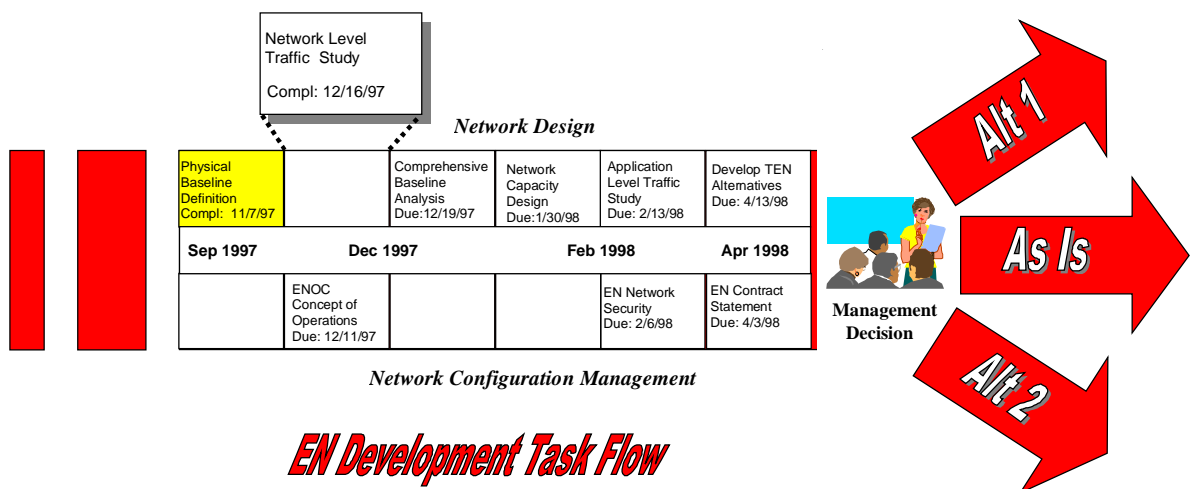 Network Level
Traffic Study
Compl: 12/16/97
Network Design
Physical
Baseline
Definition
Compl: 11/7/97
Comprehensive
Baseline
Analysis
Due:12/19/97
Network
Capacity
Design
Due:1/30/98
Application
Level Traffic
Study
Due: 2/13/98
Develop TEN
Alternatives
Due: 4/13/98
Sep 1997
Dec 1997
Feb 1998
Apr 1998
ENOC
Concept of
Operations
Due: 12/11/97
EN Network
Security
Due: 2/6/98
EN Contract
Statement
Due: 4/3/98
Network Configuration Management
Management
Decision
Alt 1
As Is
Alt 2
EN Development Task Flow